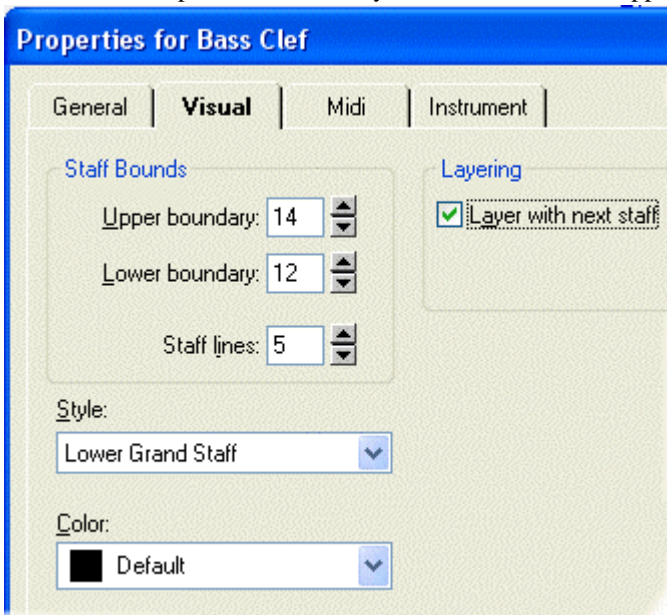 Properties for Bass Clef
General Visual Midi Instrument
Staff Bounds
Upper boundary: 14
Lower boundary: 12
Staff lines: 5
Layering
Layer with next staff
Style:
Lower Grand Staff
Color:
Default